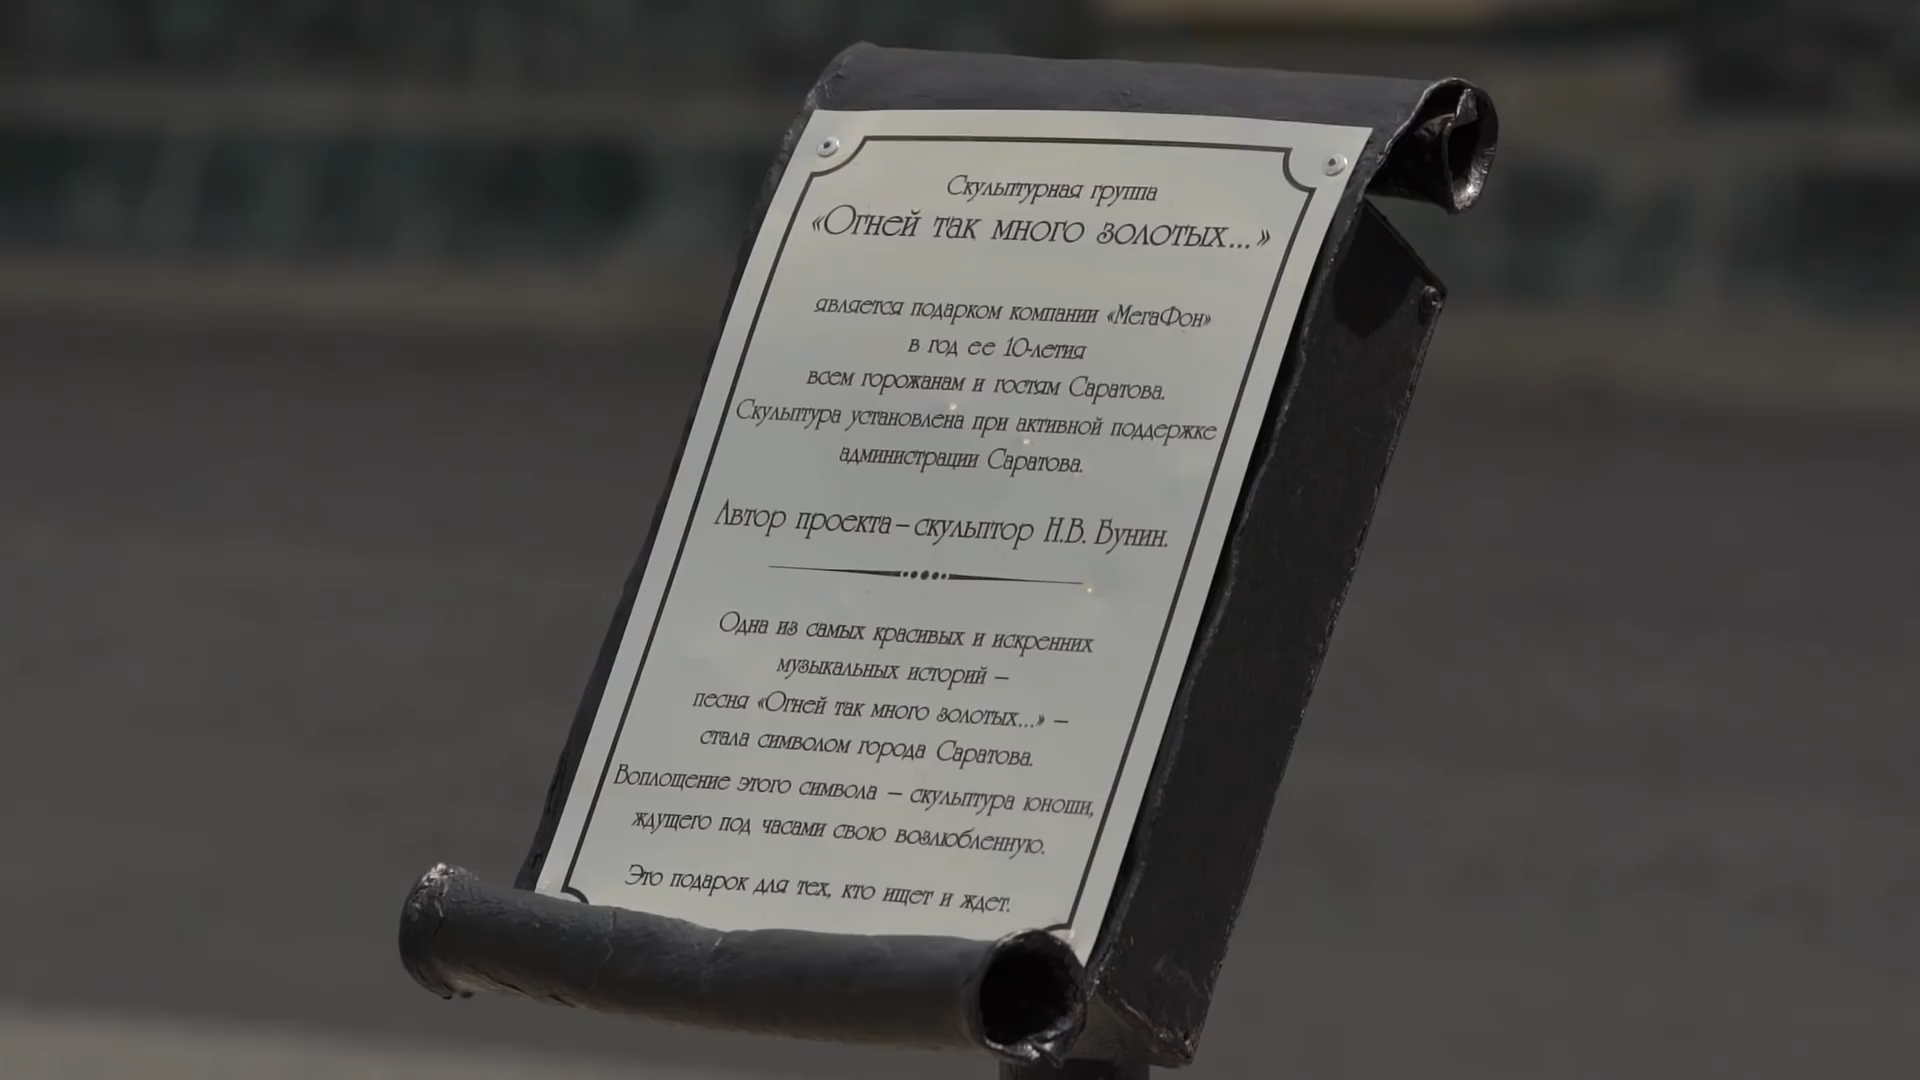 Скульптурная группа
«Огней так много золотых...»
является подарком компании «МегаФон»
в год ее 10-летия
всем горожанам и гостям Саратова.
Скульптура установлена при активной поддержке
администрации Саратова.
Автор проекта – скульптор Н.В. Бунин.
Одна из самых красивых и искренних
музыкальных историй –
песня «Огней так много золотых...» –
стала символом города Саратова.
Воплощение этого символа – скульптура юноши,
ждущего под часами свою возлюбленную.
Это подарок для тех, кто ищет и ждет.